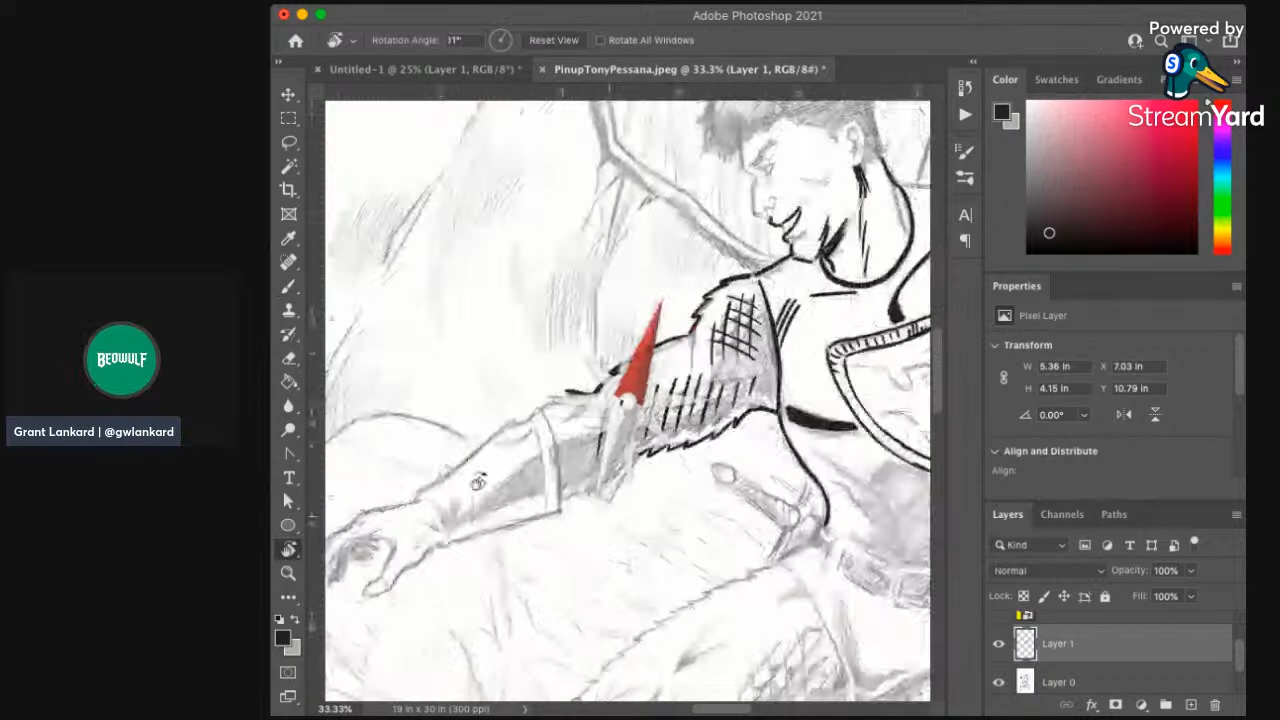 Adobe Photoshop 2021
Powered by
StreamYard
Rotation Angle: 11°
Reset View
Rotate All Windows
Untitled-1 @ 25% (Layer 1, RGB/8*) *
PinupTonyPessana.jpeg @ 33.3% (Layer 1, RGB/8#) *
Color
Swatches
Gradients
Properties
Pixel Layer
Transform
W 5.36 in
X 7.03 in
H 4.15 in
Y 10.79 in
0.00°
Align and Distribute
Align:
Layers
Channels
Paths
Kind
Normal
Opacity: 100%
Lock:
Fill: 100%
Layer 1
Layer 0
BEOWULF
Grant Lankard | @gwlankard
33.33%
19 in x 30 in (300 ppi)